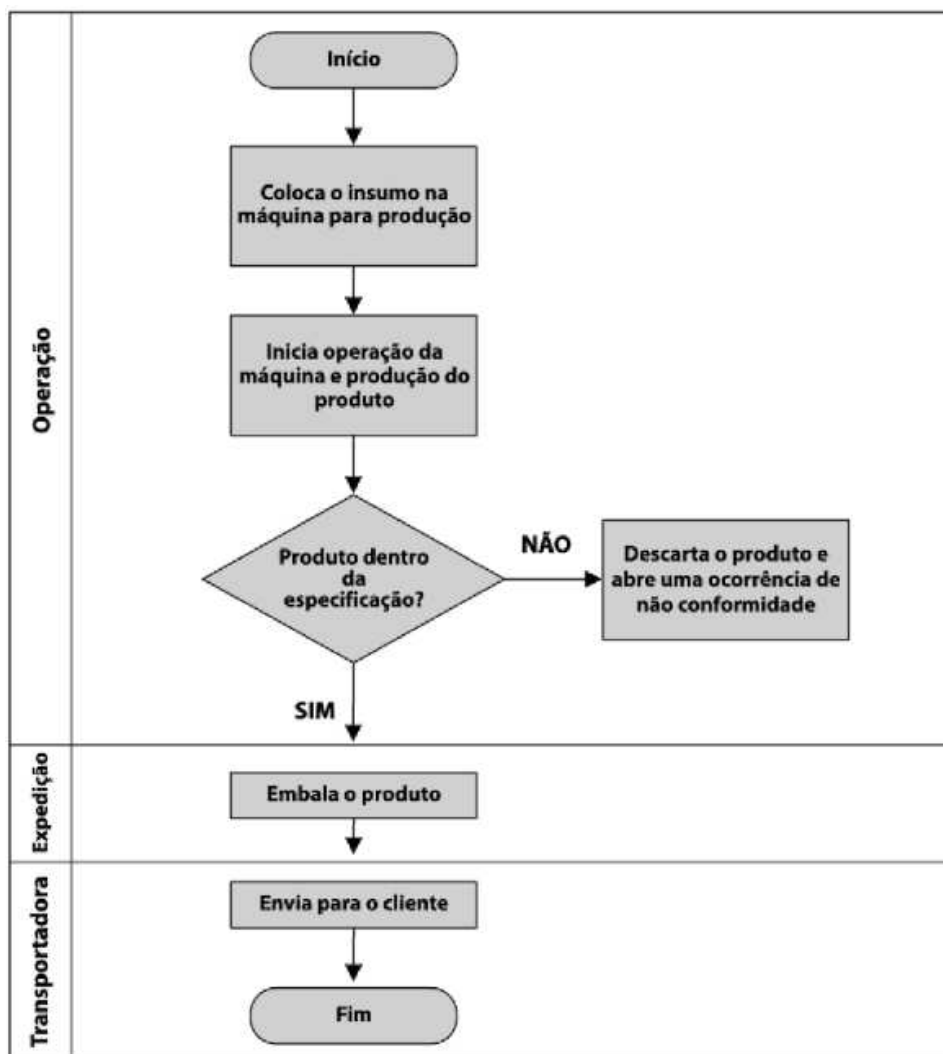 Operação
Início
Coloca o insumo na
máquina para produção
Inicia operação da
máquina e produção do
produto
Produto dentro
da
especificação?
NÃO
Descarta o produto e
abre uma ocorrência de
não conformidade
SIM
Expedição
Embala o produto
Transportadora
Envia para o cliente
Fim